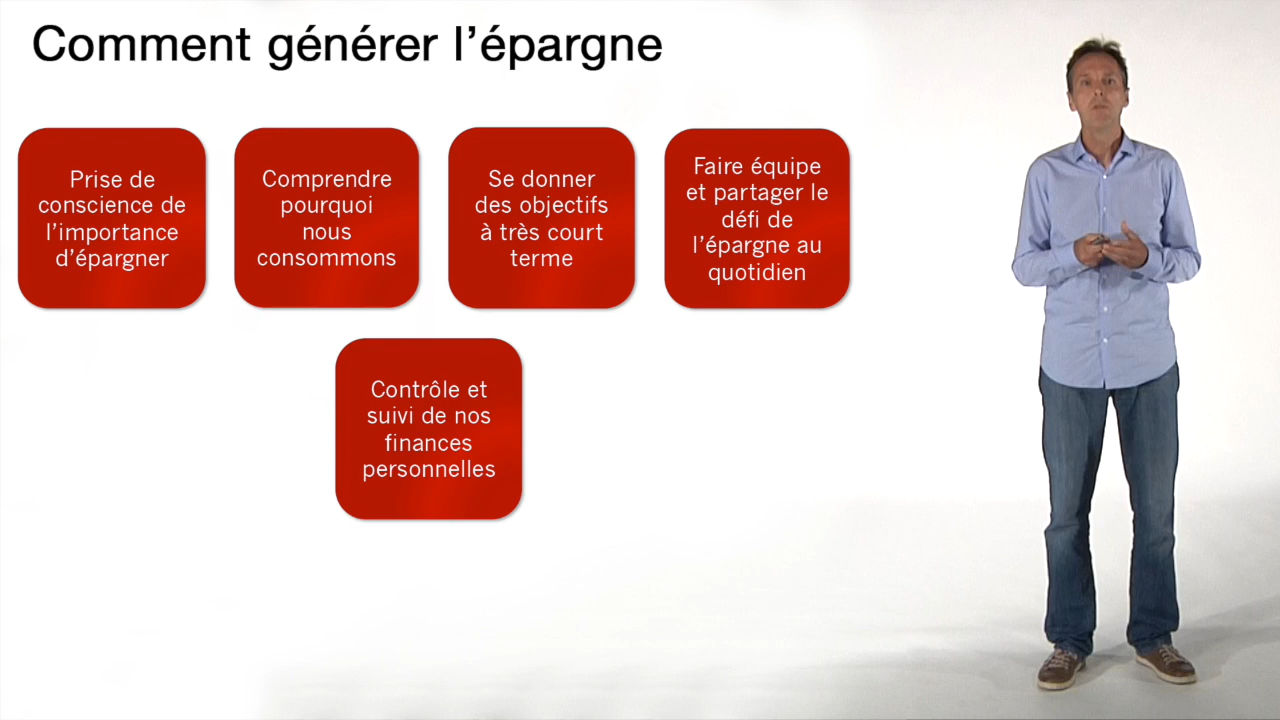 Comment générer l’épargne
Prise de
conscience de
l’importance
d’épargner
Comprendre
pourquoi
nous
consommons
Se donner
des objectifs
à très court
terme
Faire équipe
et partager le
défi de
l’épargne au
quotidien
Contrôle et
suivi de nos
finances
personnelles